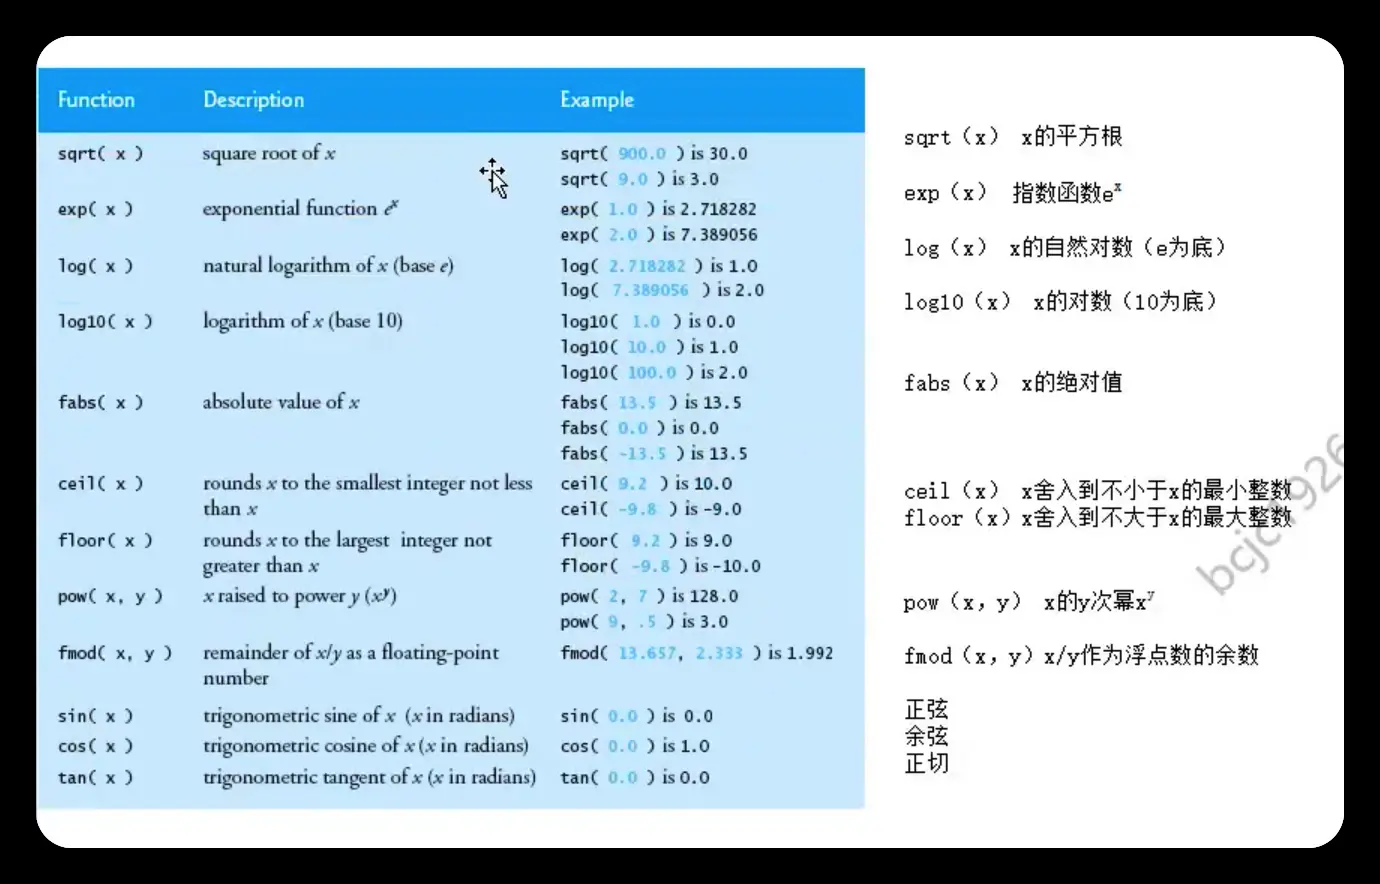 Function Description Example
sqrt( x ) square root of x sqrt( 900.0 ) is 30.0
sqrt( 9.0 ) is 3.0
exp( x ) exponential function eˣ exp( 1.0 ) is 2.718282
exp( 2.0 ) is 7.389056
log( x ) natural logarithm of x (base e) log( 2.718282 ) is 1.0
log( 7.389056 ) is 2.0
log10( x ) logarithm of x (base 10) log10( 1.0 ) is 0.0
log10( 10.0 ) is 1.0
log10( 100.0 ) is 2.0
fabs( x ) absolute value of x fabs( 13.5 ) is 13.5
fabs( 0.0 ) is 0.0
fabs( -13.5 ) is 13.5
ceil( x ) rounds x to the smallest integer not less ceil( 9.2 ) is 10.0
than x ceil( -9.8 ) is -9.0
floor( x ) rounds x to the largest integer not floor( 9.2 ) is 9.0
greater than x floor( -9.8 ) is -10.0
pow( x, y ) x raised to power y (xʸ) pow( 2, 7 ) is 128.0
pow( 9, .5 ) is 3.0
fmod( x, y ) remainder of x/y as a floating-point fmod( 13.657, 2.333 ) is 1.992
number
sin( x ) trigonometric sine of x (x in radians) sin( 0.0 ) is 0.0
cos( x ) trigonometric cosine of x (x in radians) cos( 0.0 ) is 1.0
tan( x ) trigonometric tangent of x (x in radians) tan( 0.0 ) is 0.0
sqrt（x） x的平方根
exp（x） 指数函数eˣ
log（x） x的自然对数（e为底）
log10（x） x的对数（10为底）
fabs（x） x的绝对值
ceil（x） x舍入到不小于x的最小整数
floor（x）x舍入到不大于x的最大整数
pow（x，y） x的y次幂xʸ
fmod（x，y）x/y作为浮点数的余数
正弦
余弦
正切